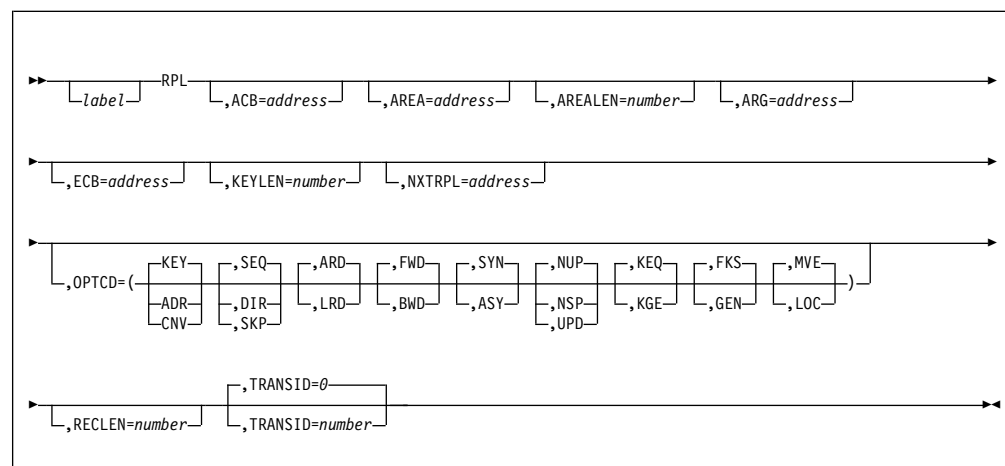 RPL
label ,ACB=address ,AREA=address ,AREALEN=number ,ARG=address
,ECB=address ,KEYLEN=number ,NXTRPL=address
KEY ,SEQ ,ARD ,FWD ,SYN ,NUP ,KEQ ,FKS ,MVE
,OPTCD=( )
ADR ,DIR ,LRD ,BWD ,ASY ,NSP ,KGE ,GEN ,LOC
CNV ,SKP ,UPD
,TRANSID=0
,RECLEN=number ,TRANSID=number